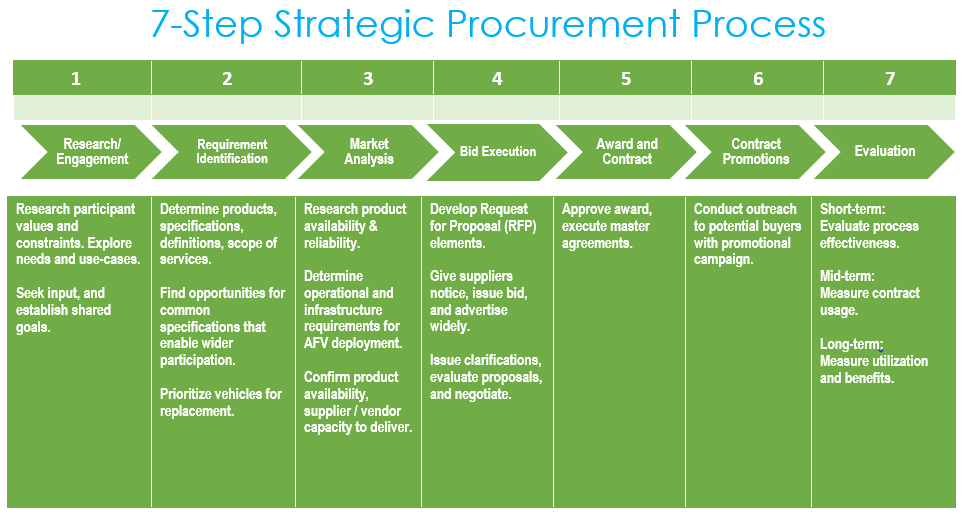 7-Step Strategic Procurement Process
1
2
3
4
5
6
7
Research/
Engagement
Requirement
Identification
Market
Analysis
Bid Execution
Award and
Contract
Contract
Promotions
Evaluation
Research participant
values and
constraints. Explore
needs and use-cases.
Seek input, and
establish shared
goals.
Determine products,
specifications,
definitions, scope of
services.
Find opportunities for
common
specifications that
enable wider
participation.
Prioritize vehicles for
replacement.
Research product
availability &
reliability.
Determine
operational and
infrastructure
requirements for
AFV deployment.
Confirm product
availability,
supplier / vendor
capacity to deliver.
Develop Request
for Proposal (RFP)
elements.
Give suppliers
notice, issue bid,
and advertise
widely.
Issue clarifications,
evaluate proposals,
and negotiate.
Approve award,
execute master
agreements.
Conduct outreach
to potential buyers
with promotional
campaign.
Short-term:
Evaluate process
effectiveness.
Mid-term:
Measure contract
usage.
Long-term:
Measure utilization
and benefits.